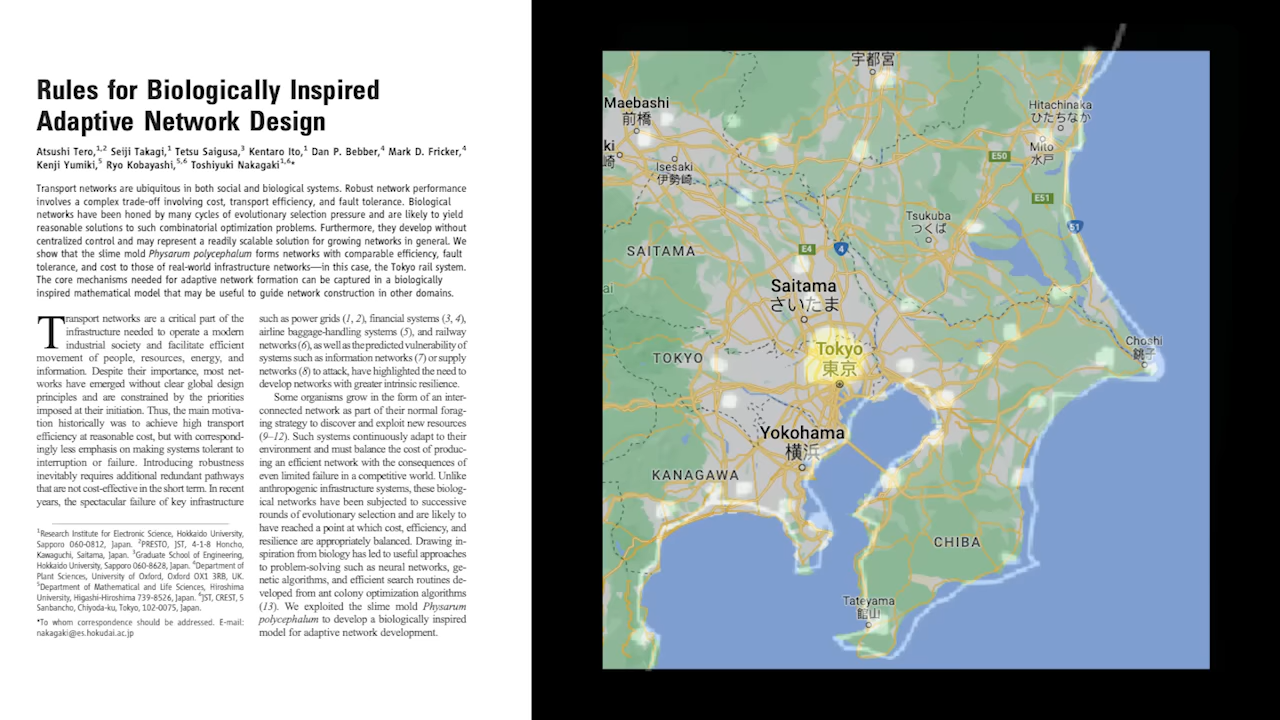 Rules for Biologically Inspired
Adaptive Network Design
Atsushi Tero,1,2 Seiji Takagi,1 Tetsu Saigusa,3 Kentaro Ito,1 Dan P. Bebber,4 Mark D. Fricker,4
Kenji Yumiki,5 Ryo Kobayashi,5,6 Toshiyuki Nakagaki1,6*
Transport networks are ubiquitous in both social and biological systems. Robust network performance
involves a complex trade-off involving cost, transport efficiency, and fault tolerance. Biological
networks have been honed by many cycles of evolutionary selection pressure and are likely to yield
reasonable solutions to such combinatorial optimization problems. Furthermore, they develop without
centralized control and may represent a readily scalable solution for growing networks in general. We
show that the slime mold Physarum polycephalum forms networks with comparable efficiency, fault
tolerance, and cost to those of real-world infrastructure networks—in this case, the Tokyo rail system.
The core mechanisms needed for adaptive network formation can be captured in a biologically
inspired mathematical model that may be useful to guide network construction in other domains.
Transport networks are a critical part of the
infrastructure needed to operate a modern
industrial society and facilitate efficient
movement of people, resources, energy, and
information. Despite their importance, most net-
works have emerged without clear global design
principles and are constrained by the priorities
imposed at their initiation. Thus, the main motiva-
tion historically was to achieve high transport
efficiency at reasonable cost, but with correspond-
ingly less emphasis on making systems tolerant to
interruption or failure. Introducing robustness
inevitably requires additional redundant pathways
that are not cost-effective in the short term. In recent
years, the spectacular failure of key infrastructure
1Research Institute for Electronic Science, Hokkaido University,
Sapporo 060-0812, Japan. 2PRESTO, JST, 4-1-8 Honcho,
Kawaguchi, Saitama, Japan. 3Graduate School of Engineering,
Hokkaido University, Sapporo 060-8628, Japan. 4Department of
Plant Sciences, University of Oxford, Oxford OX1 3RB, UK.
5Department of Mathematical and Life Sciences, Hiroshima
University, Higashi-Hiroshima 739-8526, Japan. 6JST, CREST, 5
Sanbancho, Chiyoda-ku, Tokyo, 102-0075, Japan.
*To whom correspondence should be addressed. E-mail:
nakagaki@es.hokudai.ac.jp
such as power grids (1, 2), financial systems (3, 4),
airline baggage-handling systems (5), and railway
networks (6), as well as the predicted vulnerability of
systems such as information networks (7) or supply
networks (8) to attack, have highlighted the need to
develop networks with greater intrinsic resilience.
Some organisms grow in the form of an inter-
connected network as part of their normal forag-
ing strategy to discover and exploit new resources
(9–12). Such systems continuously adapt to their
environment and must balance the cost of produc-
ing an efficient network with the consequences of
even limited failure in a competitive world. Unlike
anthropogenic infrastructure systems, these biolog-
ical networks have been subjected to successive
rounds of evolutionary selection and are likely to
have reached a point at which cost, efficiency, and
resilience are appropriately balanced. Drawing in-
spiration from biology has led to useful approaches
to problem-solving such as neural networks, ge-
netic algorithms, and efficient search routines de-
veloped from ant colony optimization algorithms
(13). We exploited the slime mold Physarum
polycephalum to develop a biologically inspired
model for adaptive network development.
宇都宮
Maebashi
前橋
Hitachinaka
ひたちなか
ki
崎
Isesaki
伊勢崎
Mito
水戸
E50
E51
51
Tsukuba
つくば
SAITAMA
E4
4
ai
Saitama
さいたま
TOKYO
Tokyo
東京
Choshi
銚子
Yokohama
横浜
KANAGAWA
CHIBA
Tateyama
館山